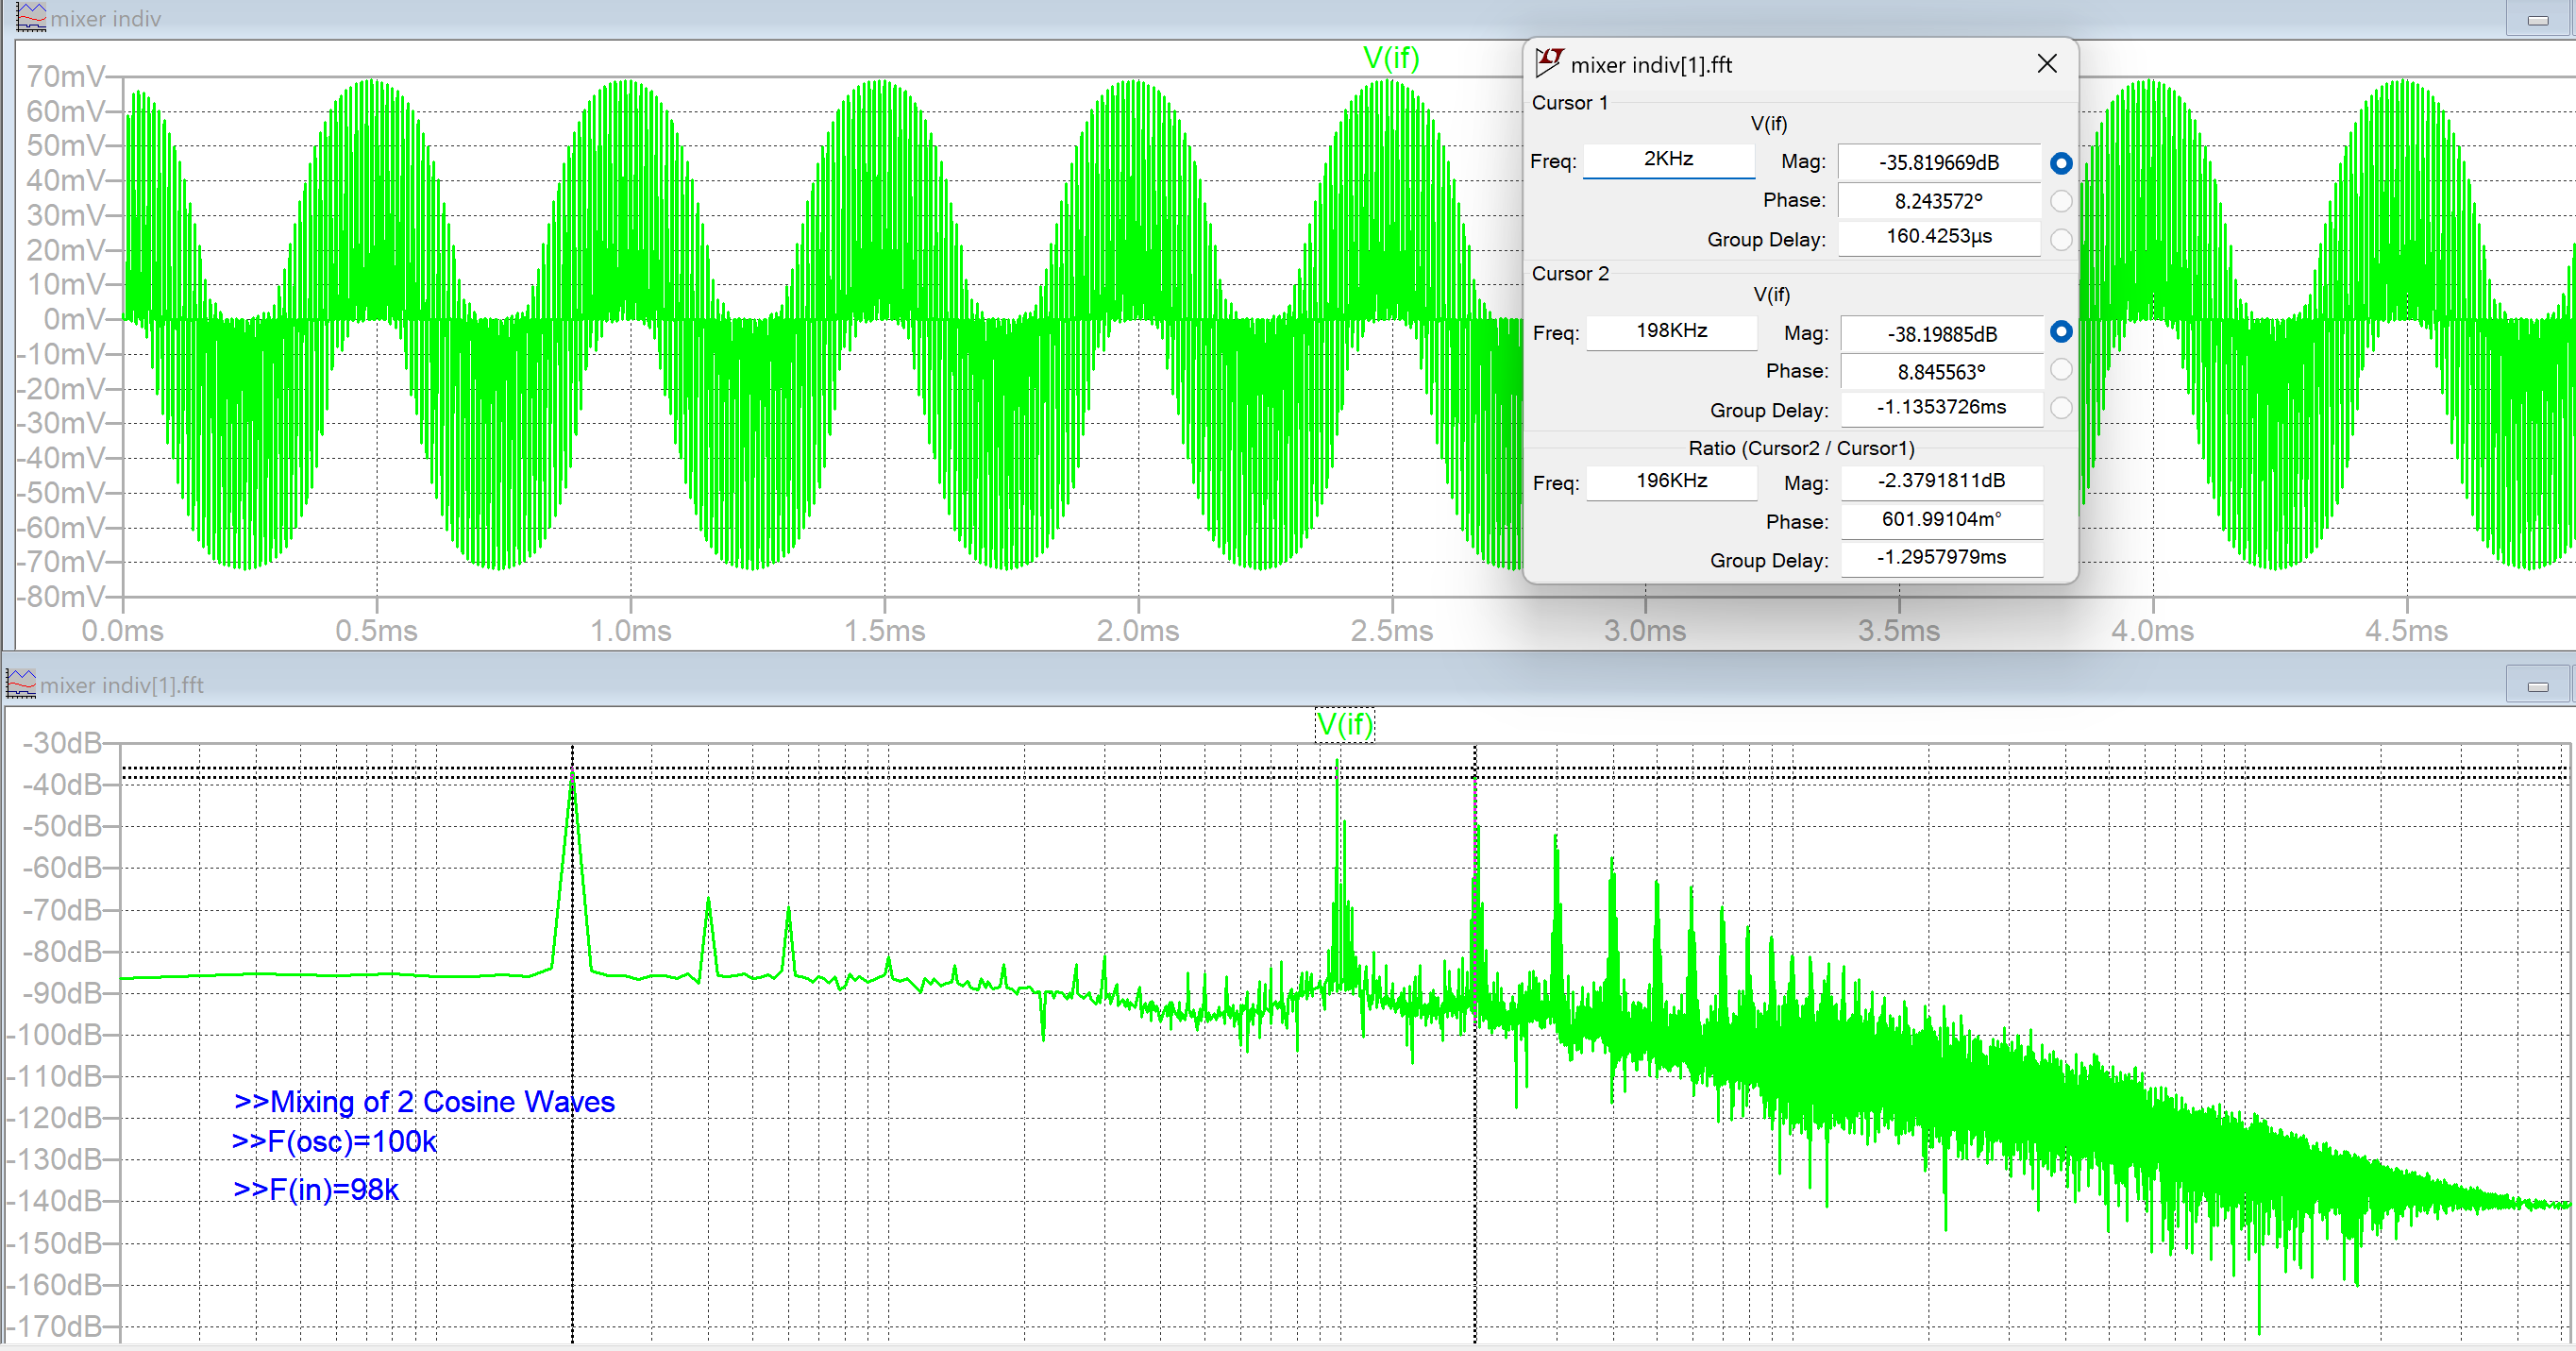 mixer indiv
V(if)
70mV
60mV
50mV
40mV
30mV
20mV
10mV
0mV
-10mV
-20mV
-30mV
-40mV
-50mV
-60mV
-70mV
-80mV
0.0ms 0.5ms 1.0ms 1.5ms 2.0ms 2.5ms 3.0ms 3.5ms 4.0ms 4.5ms
mixer indiv[1].fft
Cursor 1
V(if)
Freq: 2KHz Mag: -35.819669dB
Phase: 8.243572°
Group Delay: 160.4253µs
Cursor 2
V(if)
Freq: 198KHz Mag: -38.19885dB
Phase: 8.845563°
Group Delay: -1.1353726ms
Ratio (Cursor2 / Cursor1)
Freq: 196KHz Mag: -2.3791811dB
Phase: 601.99104m°
Group Delay: -1.2957979ms
mixer indiv[1].fft
V(if)
-30dB
-40dB
-50dB
-60dB
-70dB
-80dB
-90dB
-100dB
-110dB
-120dB
-130dB
-140dB
-150dB
-160dB
-170dB
>>Mixing of 2 Cosine Waves
>>F(osc)=100k
>>F(in)=98k